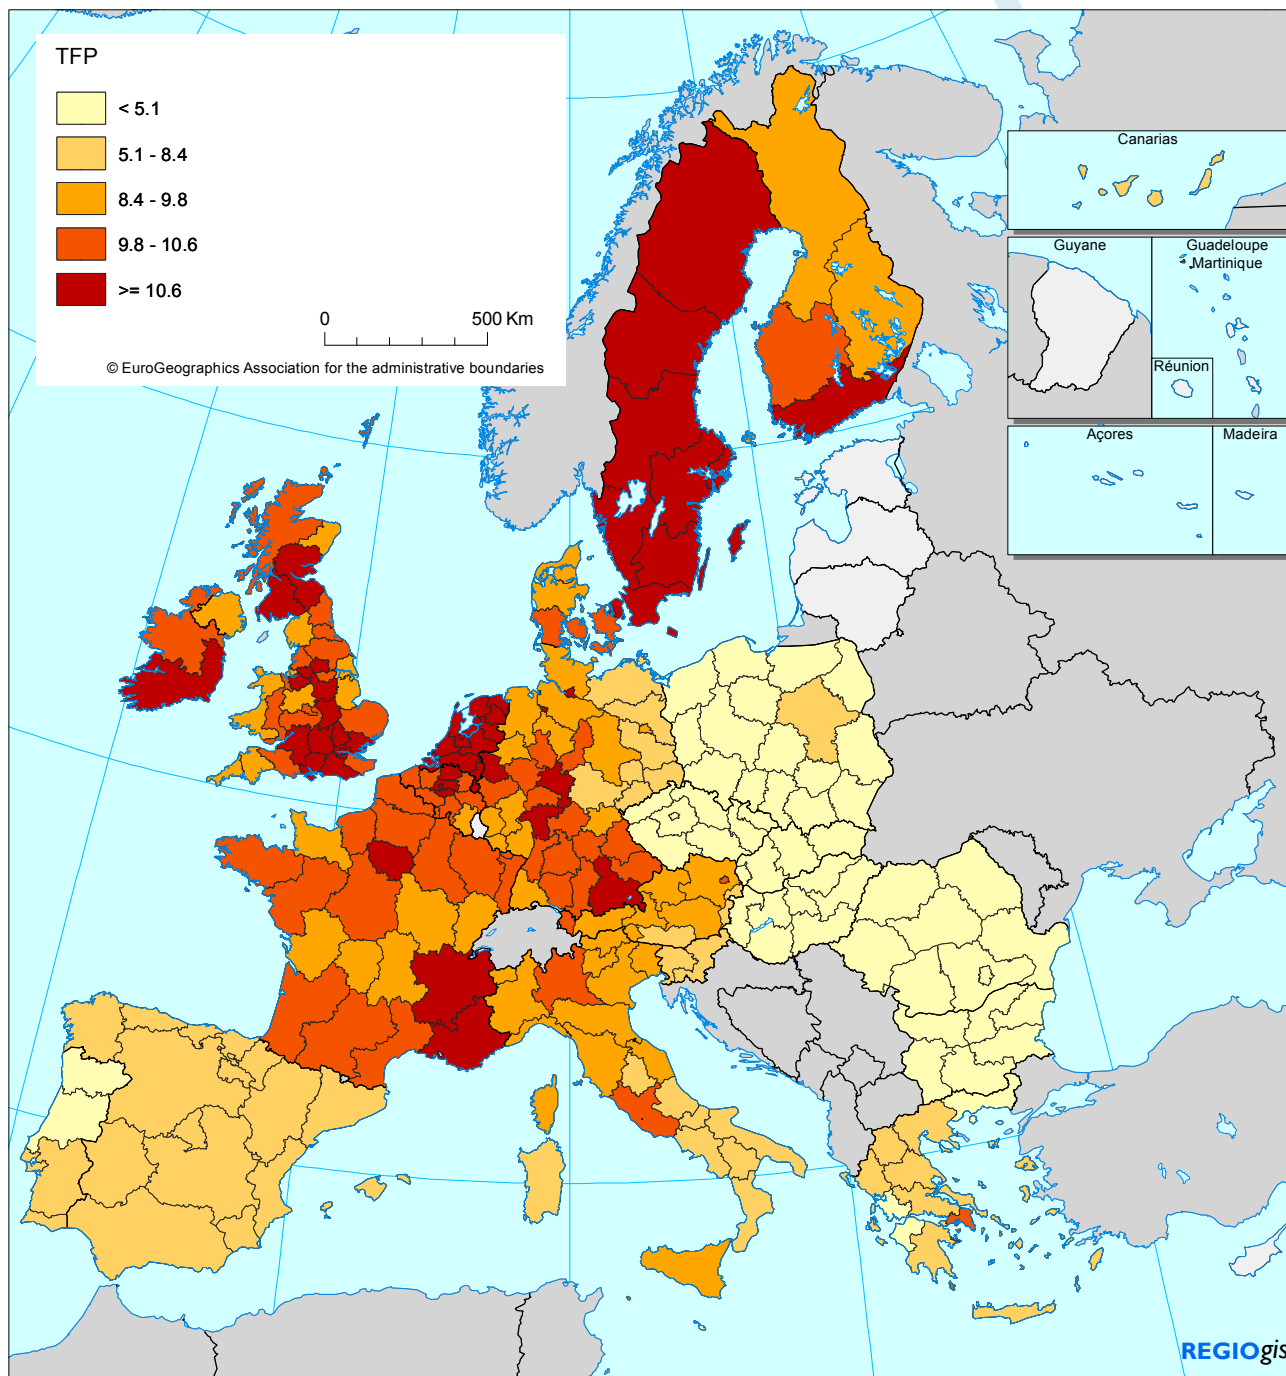 TFP
< 5.1
5.1 - 8.4
8.4 - 9.8
9.8 - 10.6
>= 10.6
0 500 Km
© EuroGeographics Association for the administrative boundaries
Canarias
Guyane
Guadeloupe
Martinique
Réunion
Açores
Madeira
REGIOgis